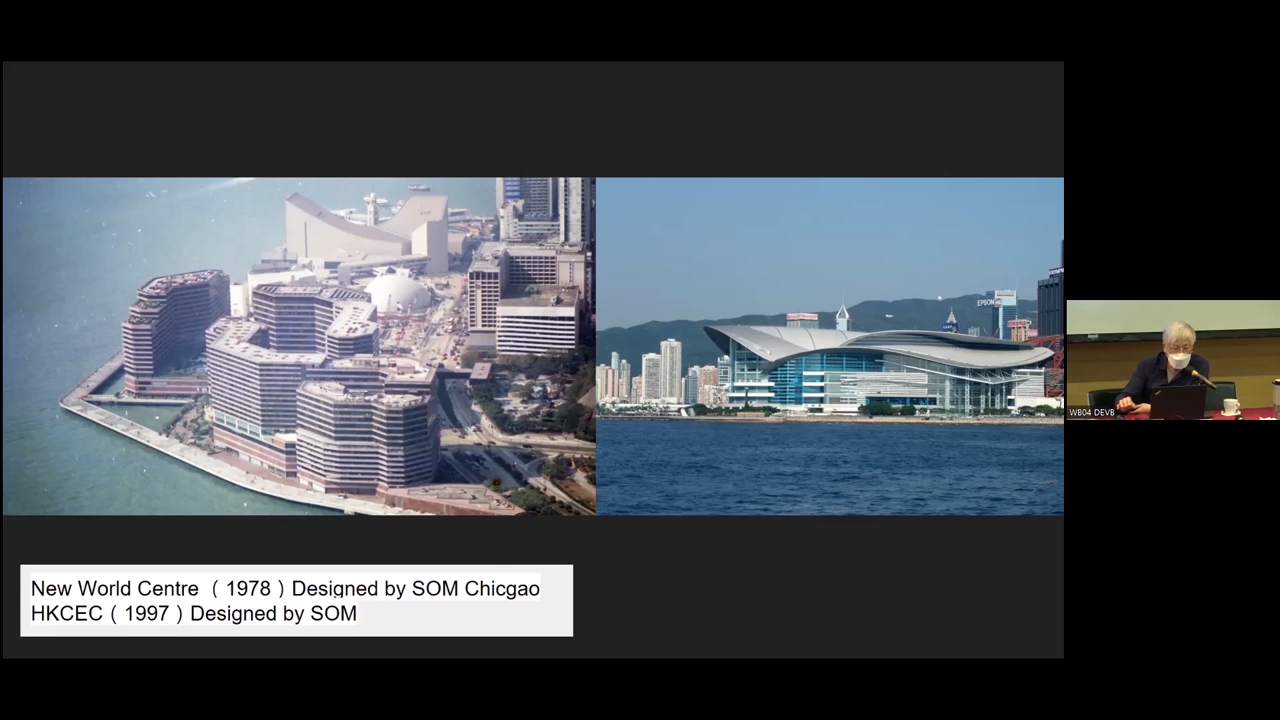 EPSON
New World Centre （1978）Designed by SOM Chicgao
HKCEC（1997）Designed by SOM
WB04 DEVB